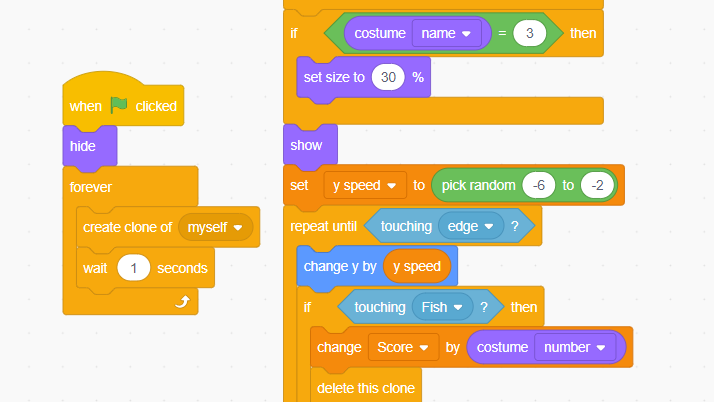 when clicked
hide
forever
create clone of myself
wait 1 seconds
if costume name = 3 then
set size to 30 %
show
set y speed to pick random -6 to -2
repeat until touching edge ?
change y by y speed
if touching Fish ? then
change Score by costume number
delete this clone